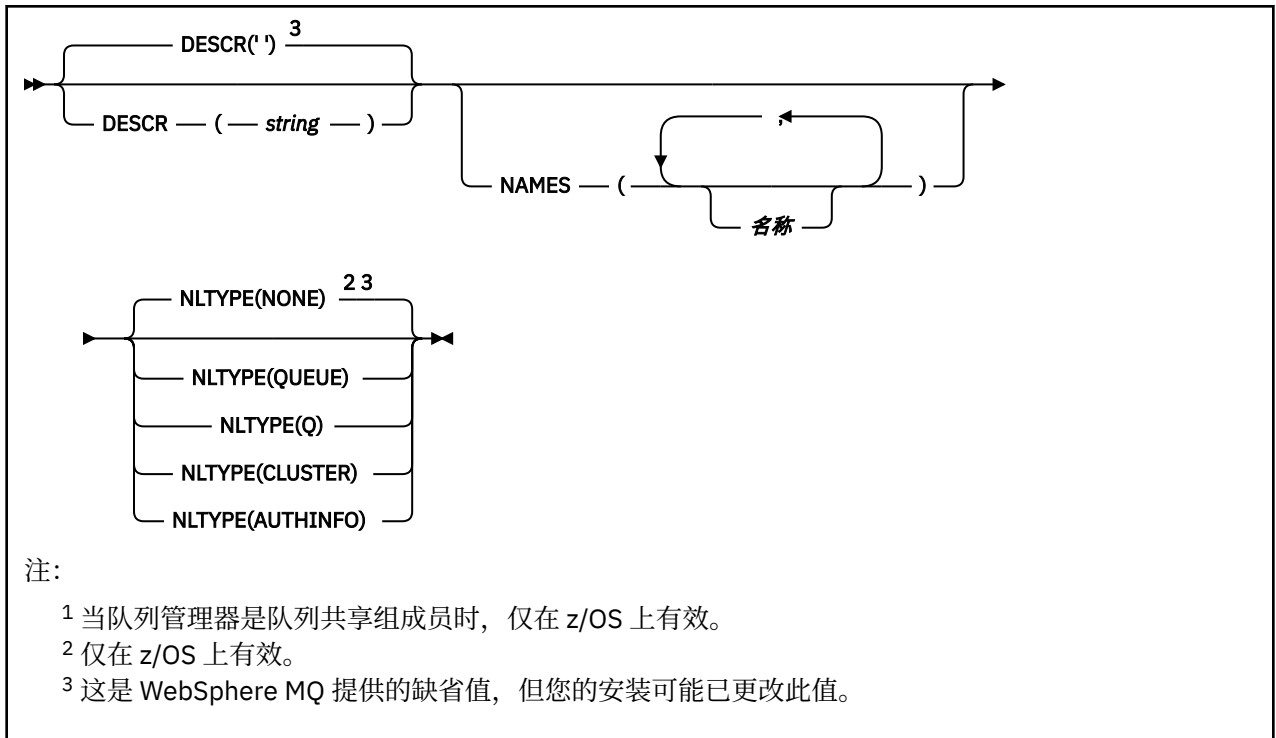 DESCR(' ') 3
DESCR ( string )
,
NAMES ( )
名称
NLTYPE(NONE) 2 3
NLTYPE(QUEUE)
NLTYPE(Q)
NLTYPE(CLUSTER)
NLTYPE(AUTHINFO)
注：
1 当队列管理器是队列共享组成员时，仅在 z/OS 上有效。
2 仅在 z/OS 上有效。
3 这是 WebSphere MQ 提供的缺省值，但您的安装可能已更改此值。